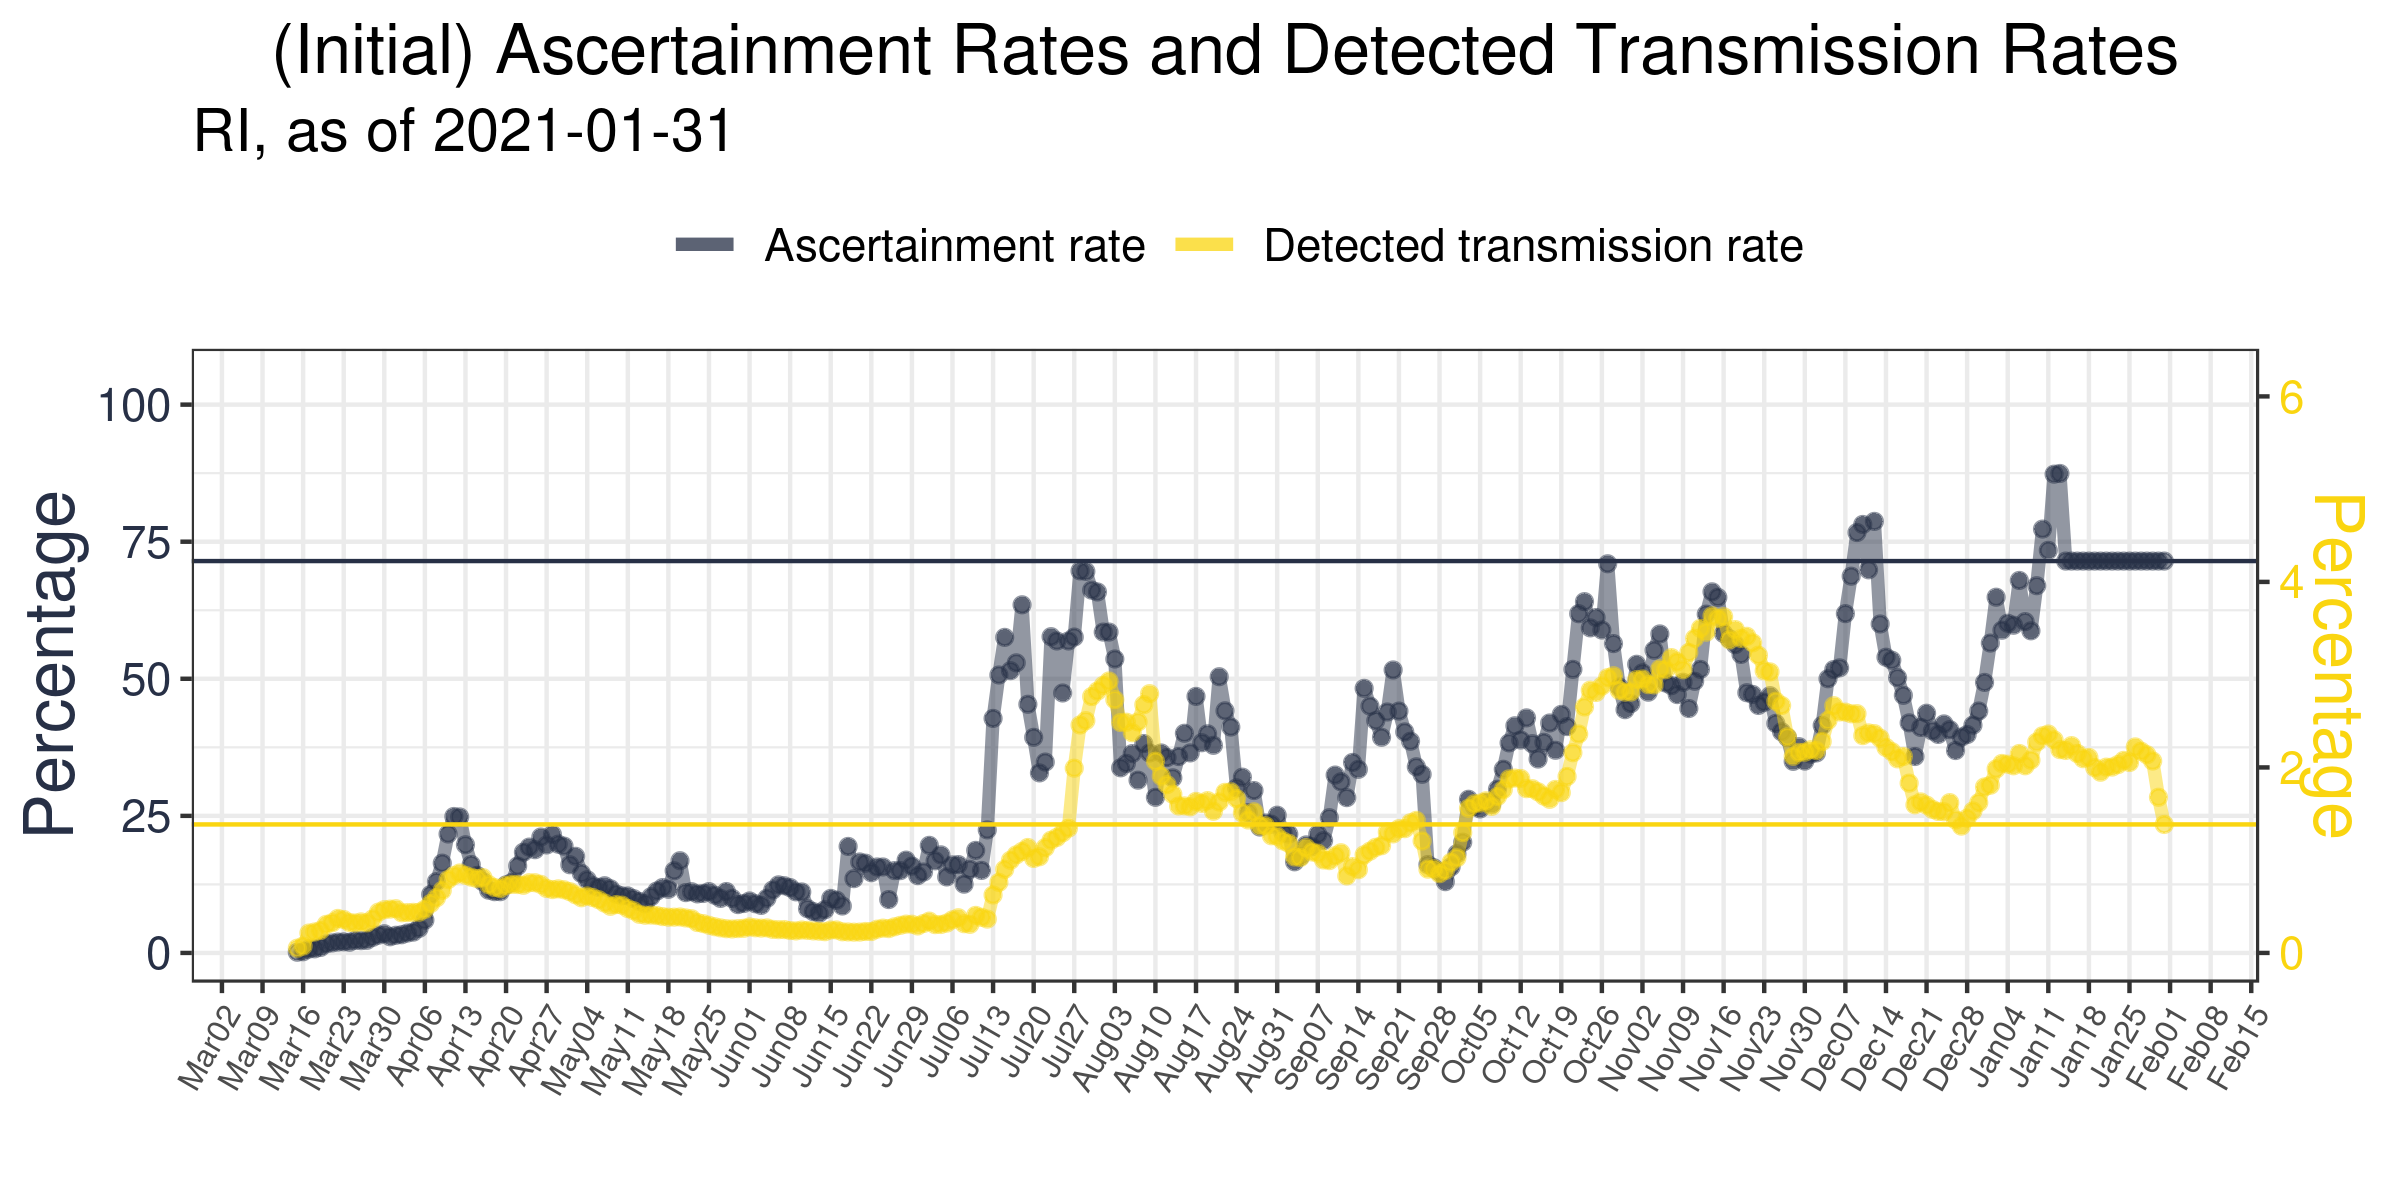 (Initial) Ascertainment Rates and Detected Transmission Rates
RI, as of 2021-01-31
Ascertainment rate
Detected transmission rate
Percentage
100
75
50
25
0
6
4
2
0
Percentage
Mar02
Mar09
Mar16
Mar23
Mar30
Apr06
Apr13
Apr20
Apr27
May04
May11
May18
May25
Jun01
Jun08
Jun15
Jun22
Jun29
Jul06
Jul13
Jul20
Jul27
Aug03
Aug10
Aug17
Aug24
Aug31
Sep07
Sep14
Sep21
Sep28
Oct05
Oct12
Oct19
Oct26
Nov02
Nov09
Nov16
Nov23
Nov30
Dec07
Dec14
Dec21
Dec28
Jan04
Jan11
Jan18
Jan25
Feb01
Feb08
Feb15